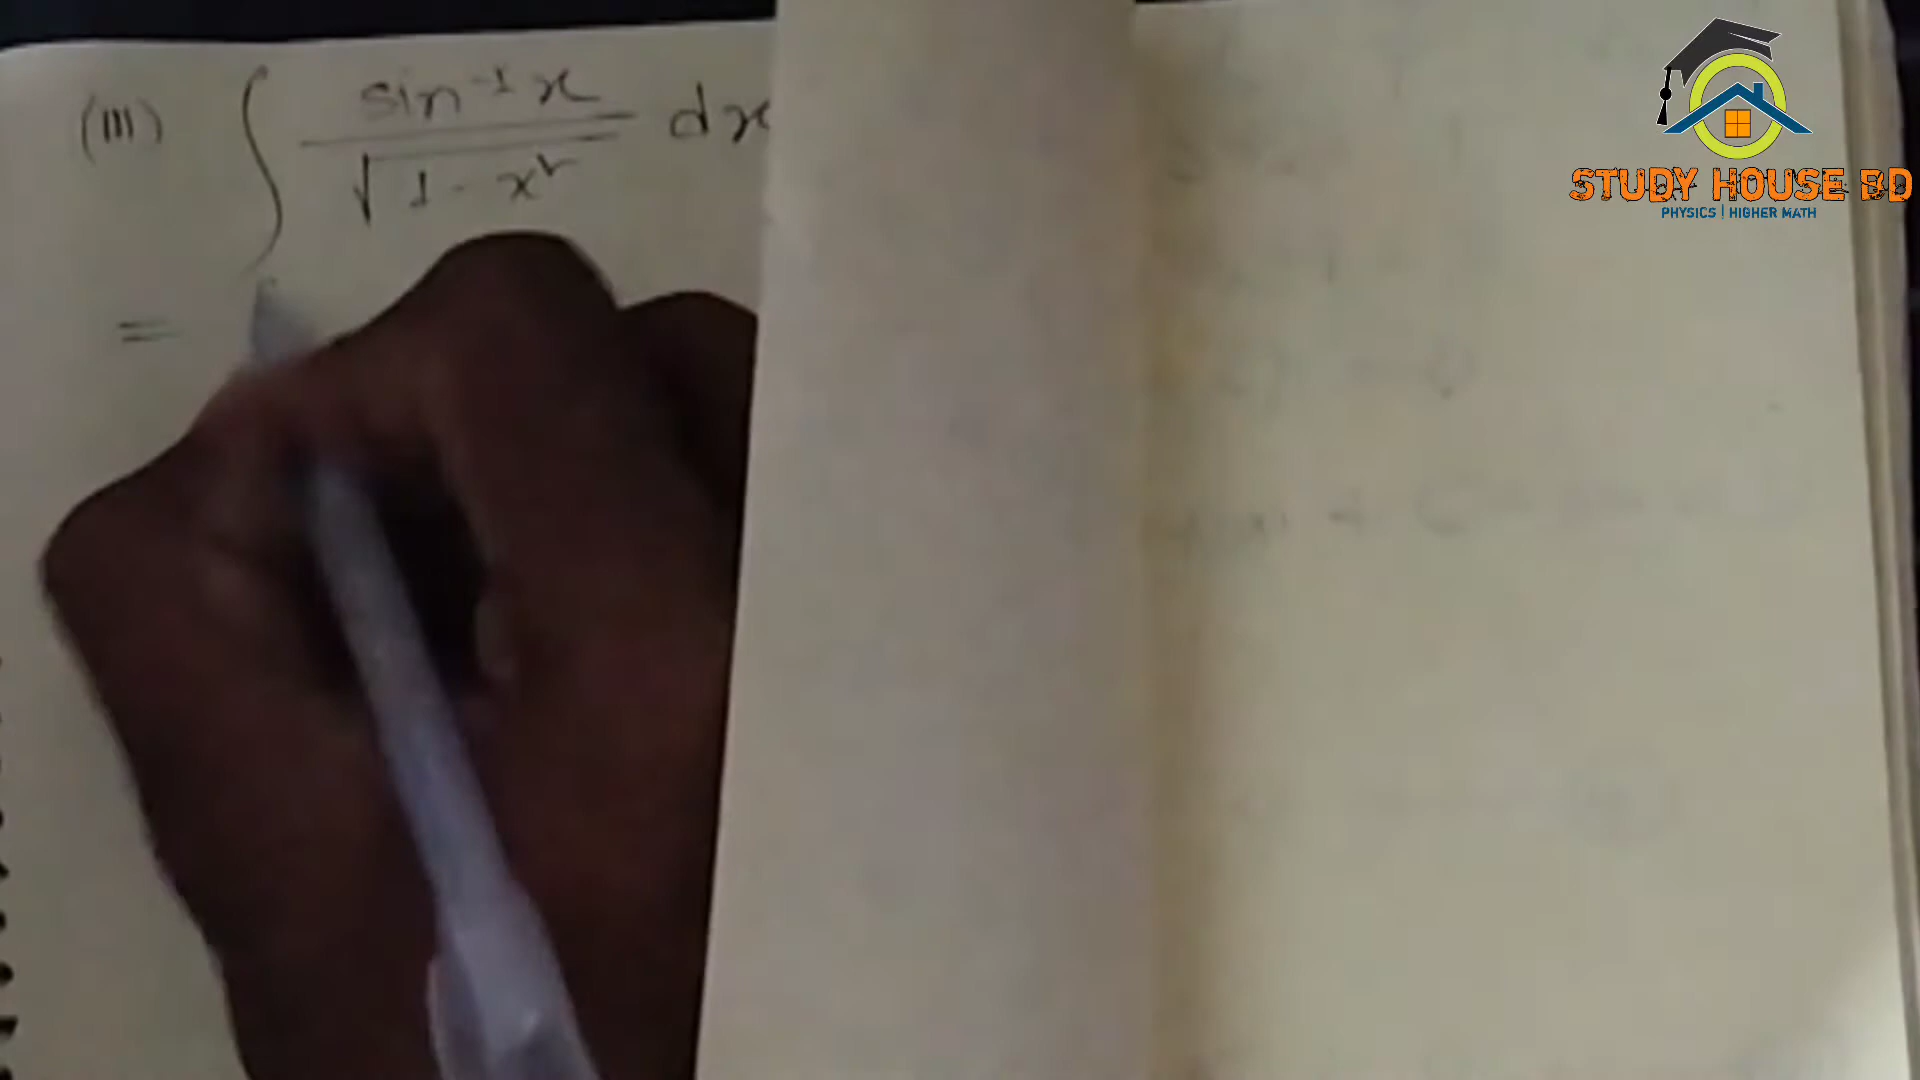 (III) ∫ sin⁻¹x / √1 - x² dx
=
STUDY HOUSE BD
PHYSICS | HIGHER MATH